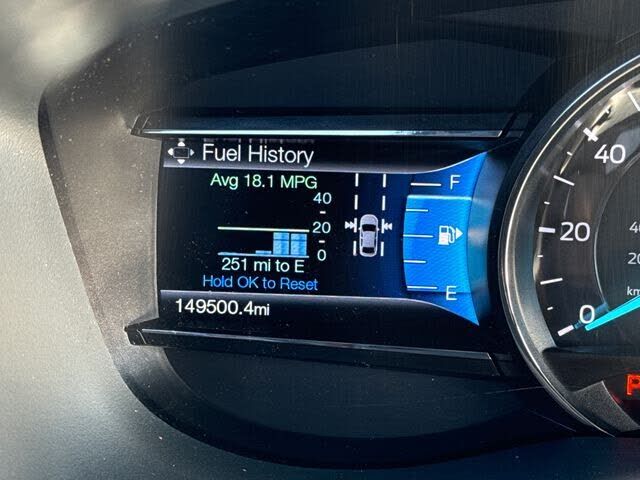 Fuel History
Avg 18.1 MPG
40
20
0
251 mi to E
Hold OK to Reset
149500.4mi
F
E
40
20
0
km
P